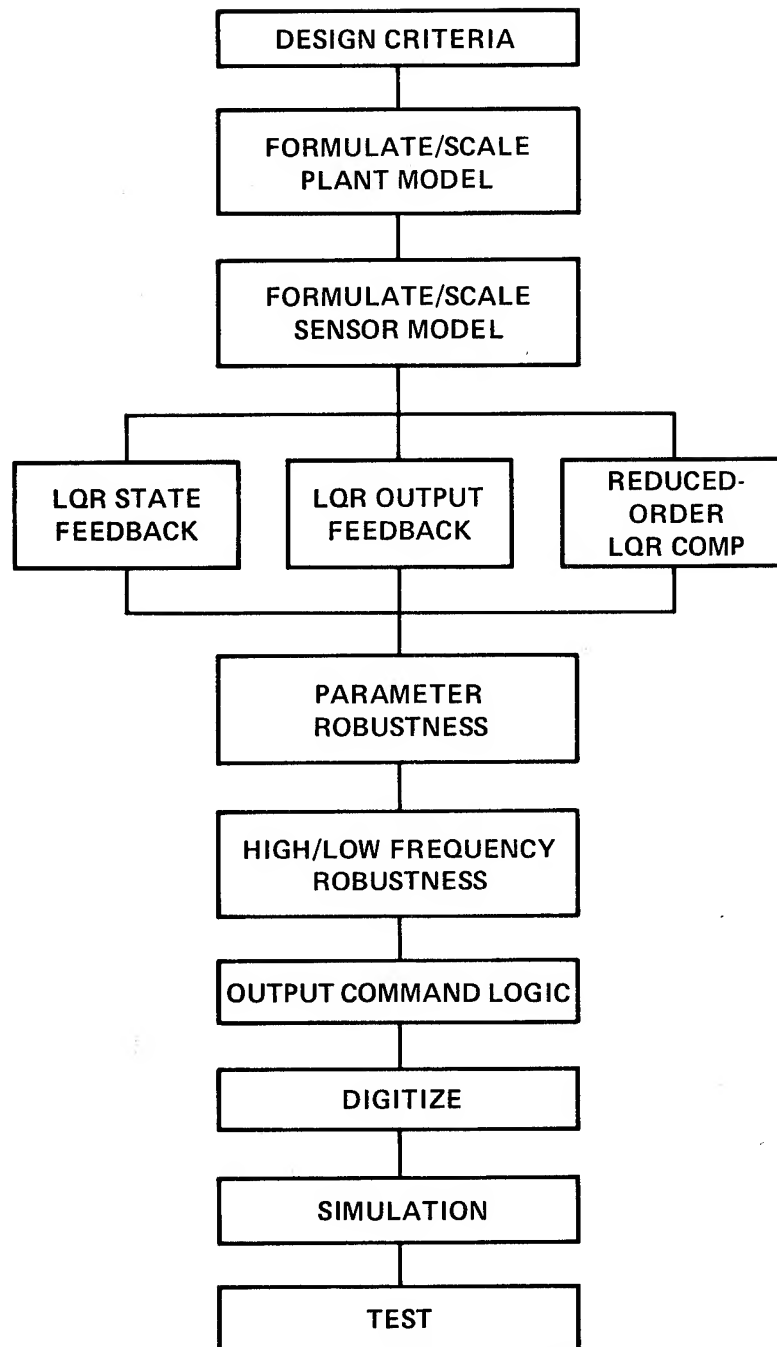 DESIGN CRITERIA
FORMULATE/SCALE
PLANT MODEL
FORMULATE/SCALE
SENSOR MODEL
LQR STATE
FEEDBACK
LQR OUTPUT
FEEDBACK
REDUCED-
ORDER
LQR COMP
PARAMETER
ROBUSTNESS
HIGH/LOW FREQUENCY
ROBUSTNESS
OUTPUT COMMAND LOGIC
DIGITIZE
SIMULATION
TEST